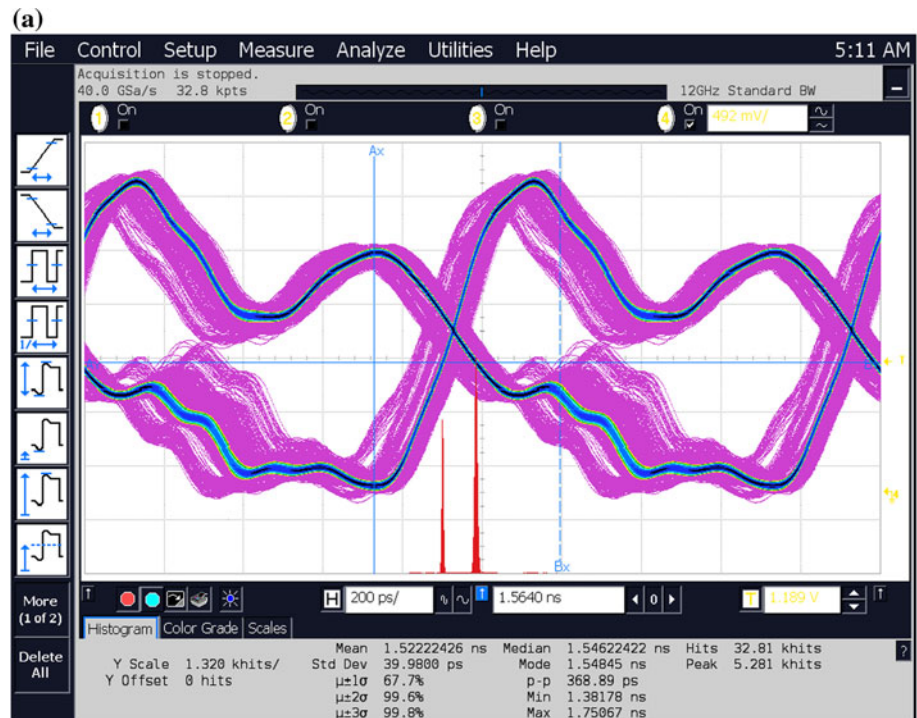 (a)
File Control Setup Measure Analyze Utilities Help 5:11 AM
Acquisition is stopped.
40.0 GSa/s 32.8 kpts 12GHz Standard BW
1 On 2 On 3 On 4 On 492 mV/
Ax
T
Bx
H 200 ps/ 1.5640 ns 0 T 1.189 V
More
(1 of 2)
Delete
All
Histogram Color Grade Scales
?
Mean 1.52222426 ns Median 1.54622422 ns Hits 32.81 khits
Y Scale 1.320 khits/ Std Dev 39.9800 ps Mode 1.54845 ns Peak 5.281 khits
Y Offset 0 hits μ±1σ 67.7% p-p 368.89 ps
μ±2σ 99.6% Min 1.38178 ns
μ±3σ 99.8% Max 1.75067 ns